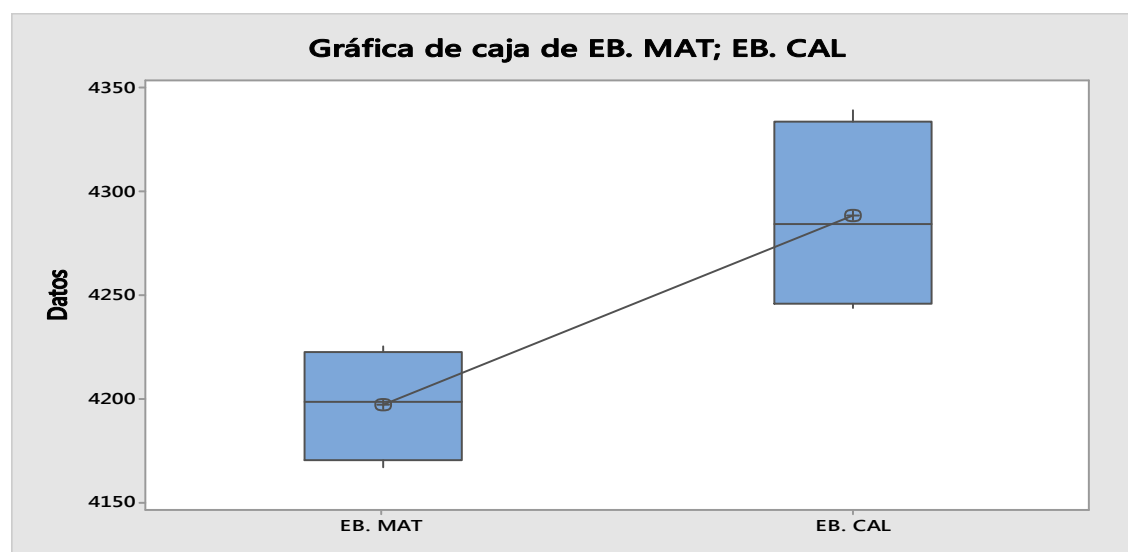 Gráfica de caja de EB. MAT; EB. CAL
4350
4300
4250
4200
4150
Datos
EB. MAT
EB. CAL